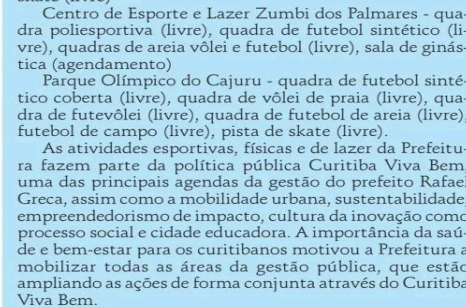 skate (livre)
Centro de Esporte e Lazer Zumbi dos Palmares - qua-
dra poliesportiva (livre), quadra de futebol sintético (li-
vre), quadras de areia vôlei e futebol (livre), sala de ginás-
tica (agendamento)
Parque Olímpico do Cajuru - quadra de futebol sinté-
tico coberta (livre), quadra de vôlei de praia (livre), qua-
dra de futevôlei (livre), quadra de futebol de areia (livre),
futebol de campo (livre), pista de skate (livre).
As atividades esportivas, físicas e de lazer da Prefeitu-
ra fazem parte da política pública Curitiba Viva Bem,
uma das principais agendas da gestão do prefeito Rafael
Greca, assim como a mobilidade urbana, sustentabilidade,
empreendedorismo de impacto, cultura da inovação como
processo social e cidade educadora. A importância da saú-
de e bem-estar para os curitibanos motivou a Prefeitura a
mobilizar todas as áreas da gestão pública, que estão
ampliando as ações de forma conjunta através do Curitiba
Viva Bem.